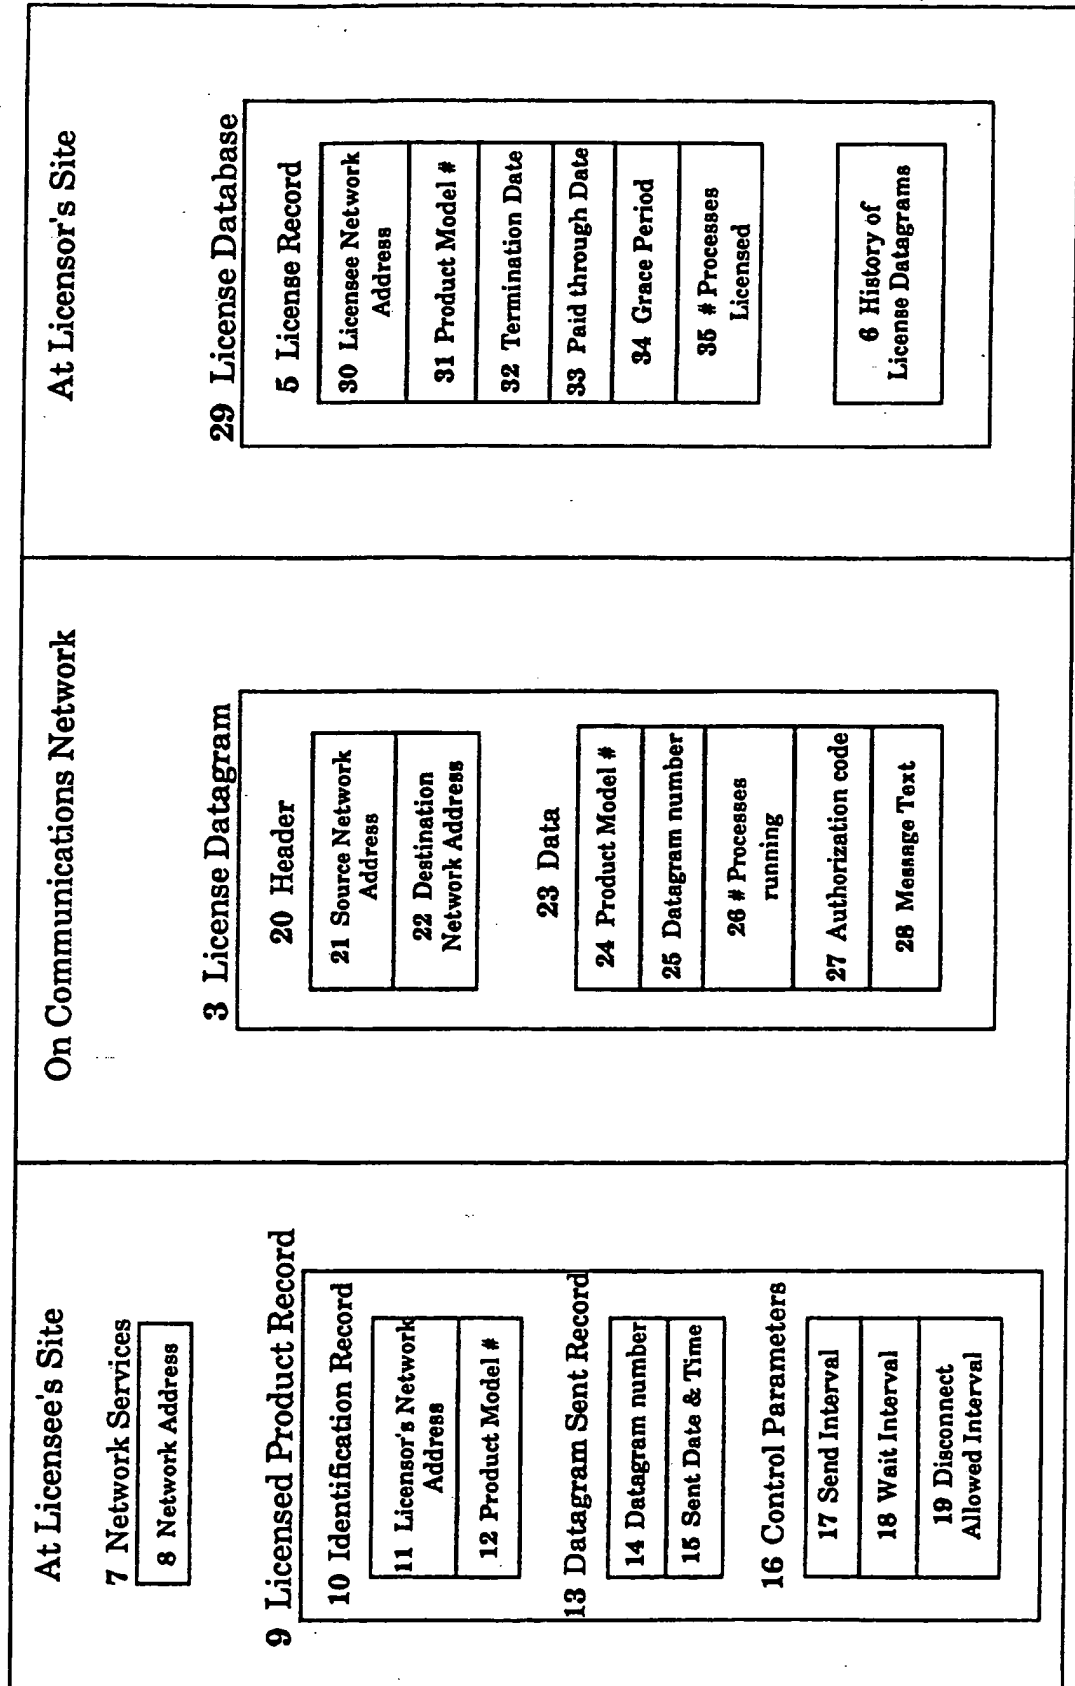 At Licensee's Site
7 Network Services
8 Network Address
9 Licensed Product Record
10 Identification Record
11 Licensor's Network
Address
12 Product Model #
13 Datagram Sent Record
14 Datagram number
15 Sent Date & Time
16 Control Parameters
17 Send Interval
18 Wait Interval
19 Disconnect
Allowed Interval
On Communications Network
3 License Datagram
20 Header
21 Source Network
Address
22 Destination
Network Address
23 Data
24 Product Model #
25 Datagram number
26 # Processes
running
27 Authorization code
28 Message Text
At Licensor's Site
29 License Database
5 License Record
30 Licensee Network
Address
31 Product Model #
32 Termination Date
33 Paid through Date
34 Grace Period
35 # Processes
Licensed
6 History of
License Datagrams